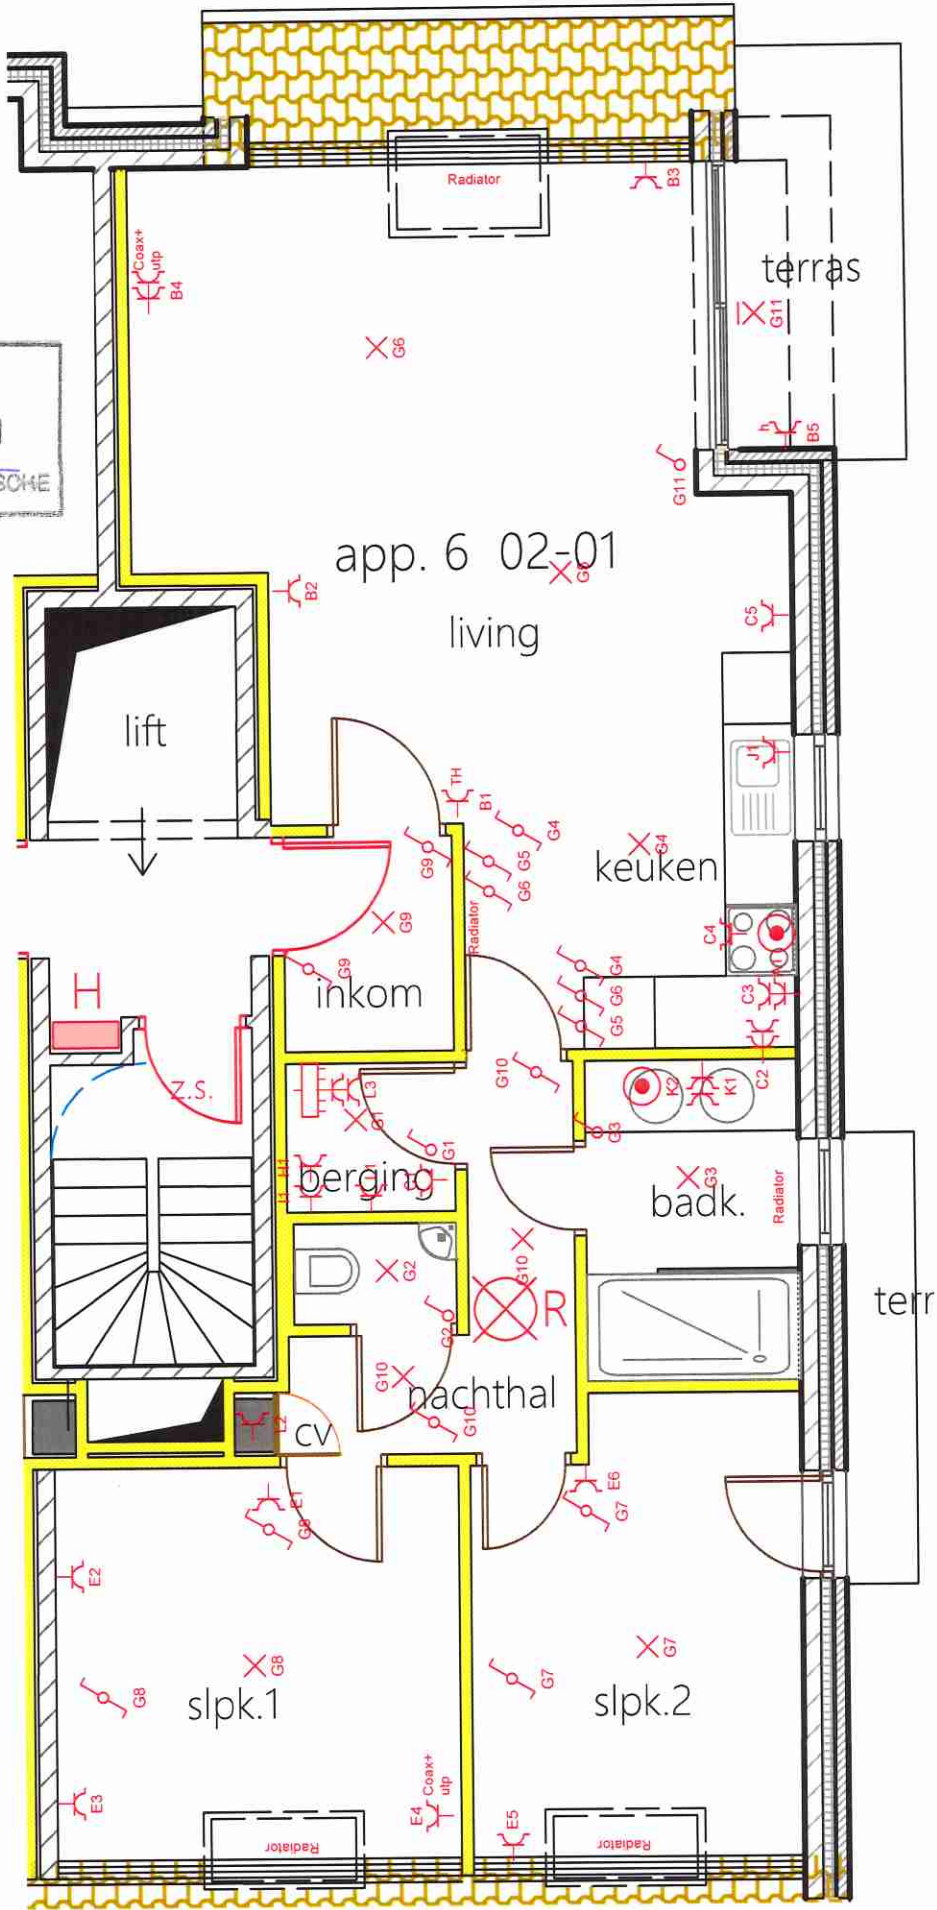 Radiator
B3
Coax+
utp
B4
terras
G11
G6
h
B5
SCHE
G11
app. 6 02-01
G6
B2
C5
living
lift
J1
TH
B1
G4
G9
G5
G4
G6
keuken
G9
Radiator
C4
G4
G9
H
inkom
G6
C3
G5
z.s.
L3
G10
K2
K1
C2
G1
G3
G1
H1
berging
G3
Radiator
I1
badk.
G2
G10
terr
R
G2
G10
nachthal
G10
L2
cv
E1
E6
G8
G7
E2
G8
G7
G8
slpk.1
G7
slpk.2
Coax+
utp
E3
E4
E5
Radiator
Radiator